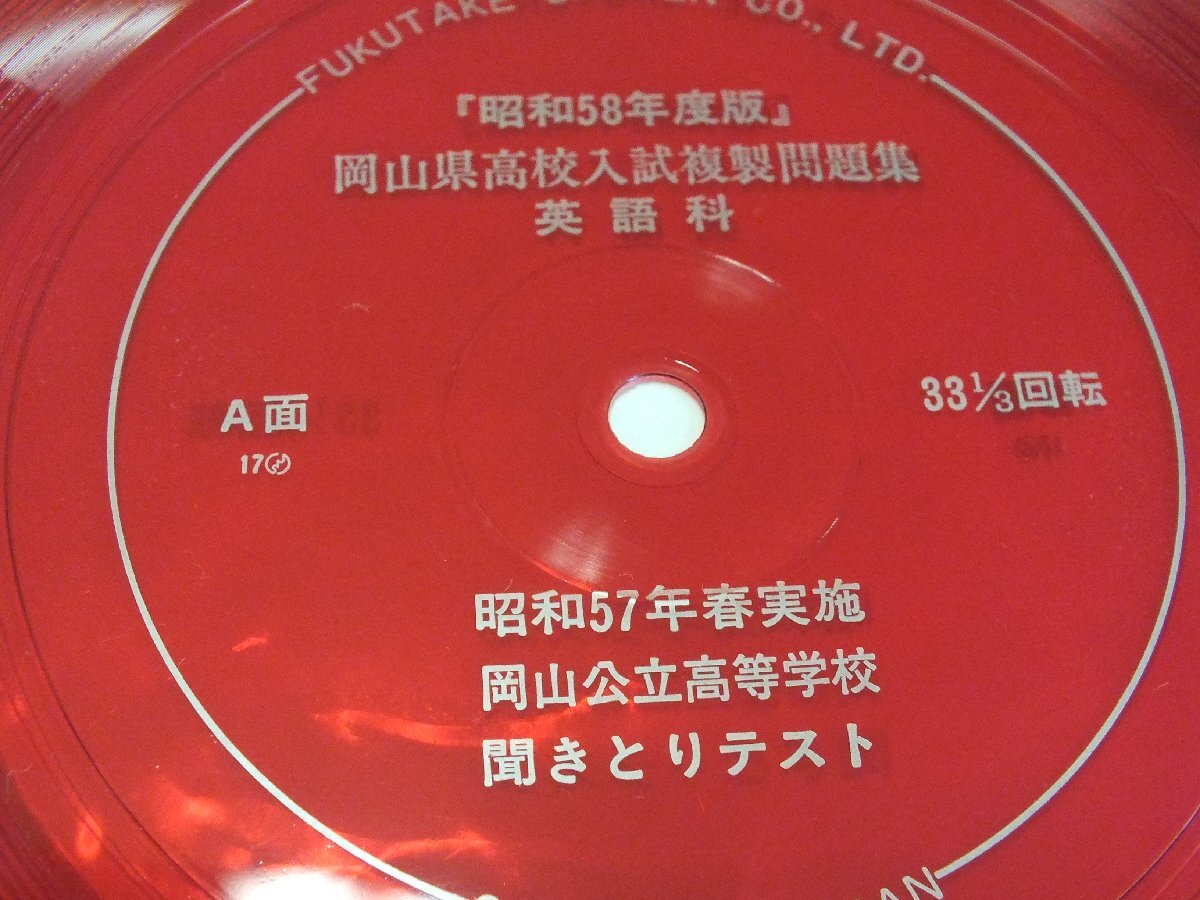 FUKUTAKE CO., LTD.
『昭和58年度版』
岡山県高校入試複製問題集
英語科
A面
33⅓回転
17
昭和57年春実施
岡山公立高等学校
聞きとりテスト